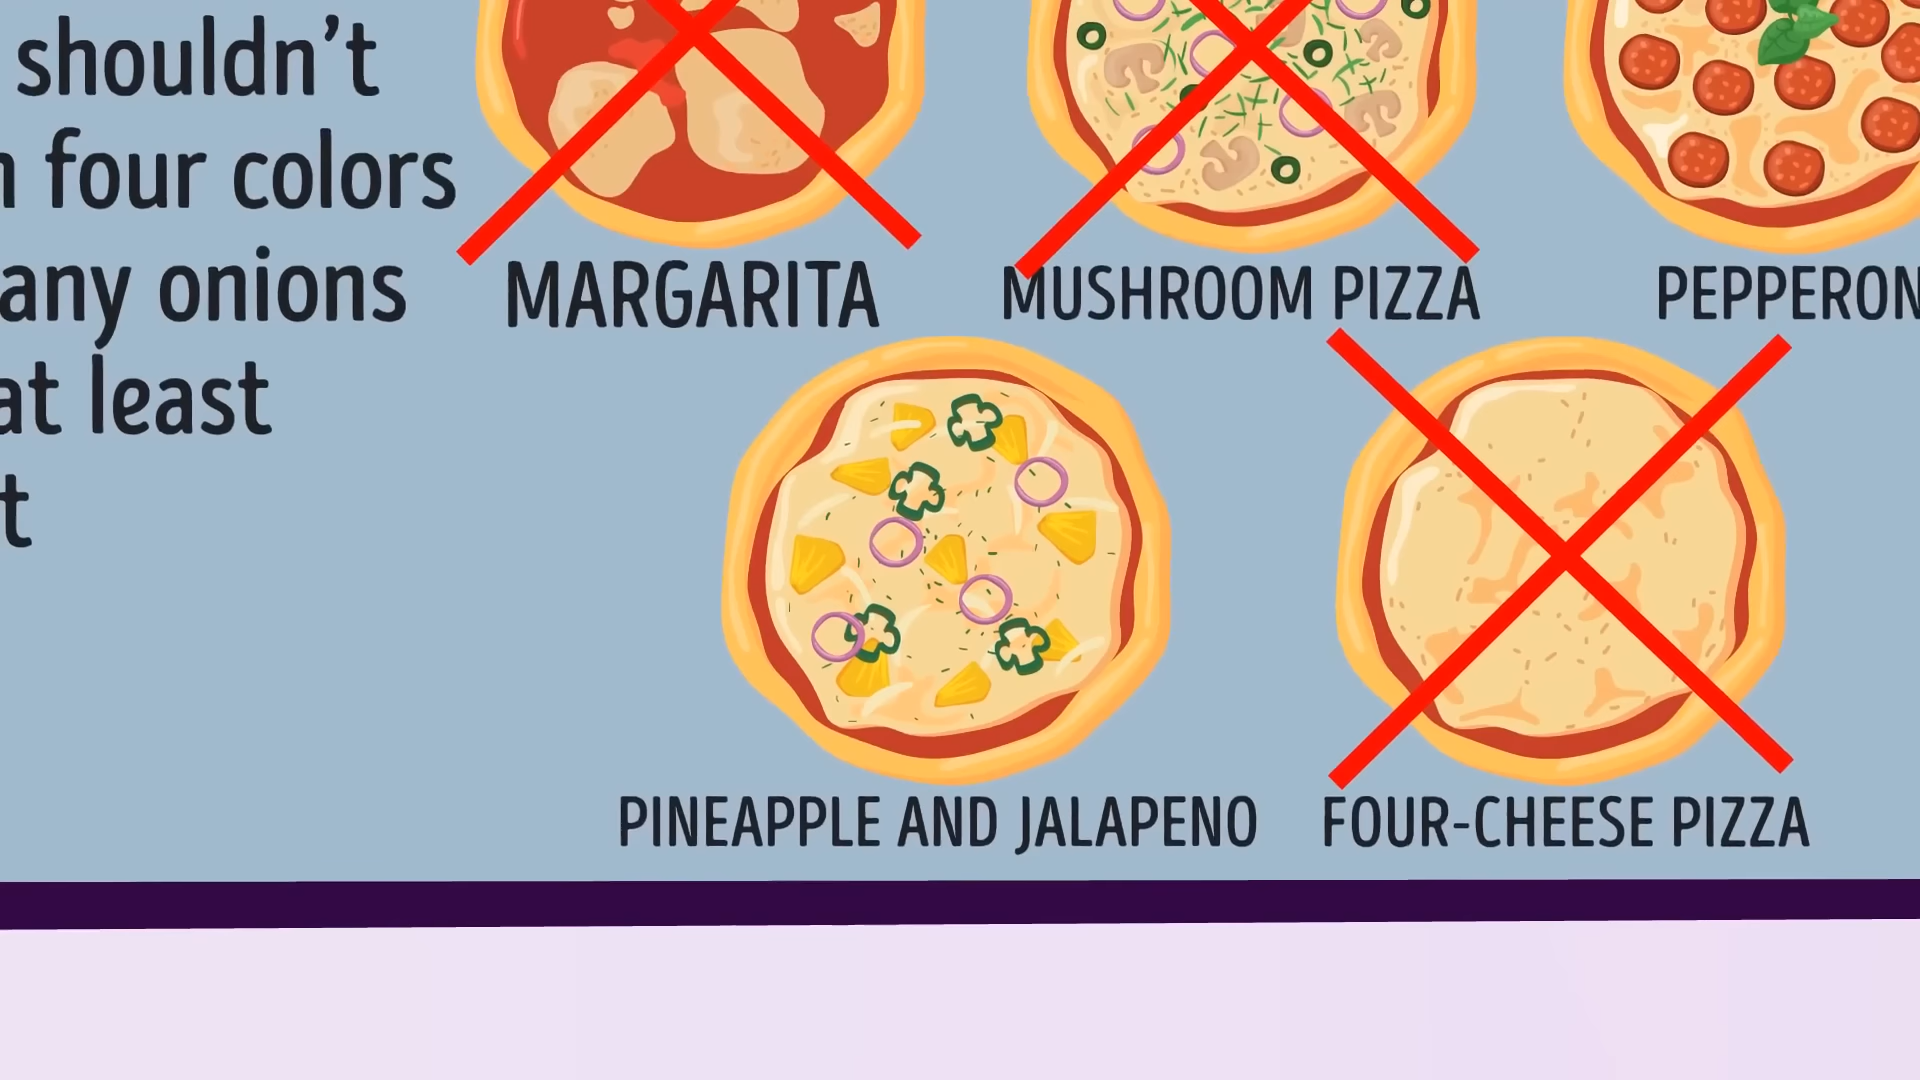 shouldn't
four colors
any onions
at least
MARGARITA
MUSHROOM PIZZA
PEPPERON
PINEAPPLE AND JALAPENO
FOUR-CHEESE PIZZA